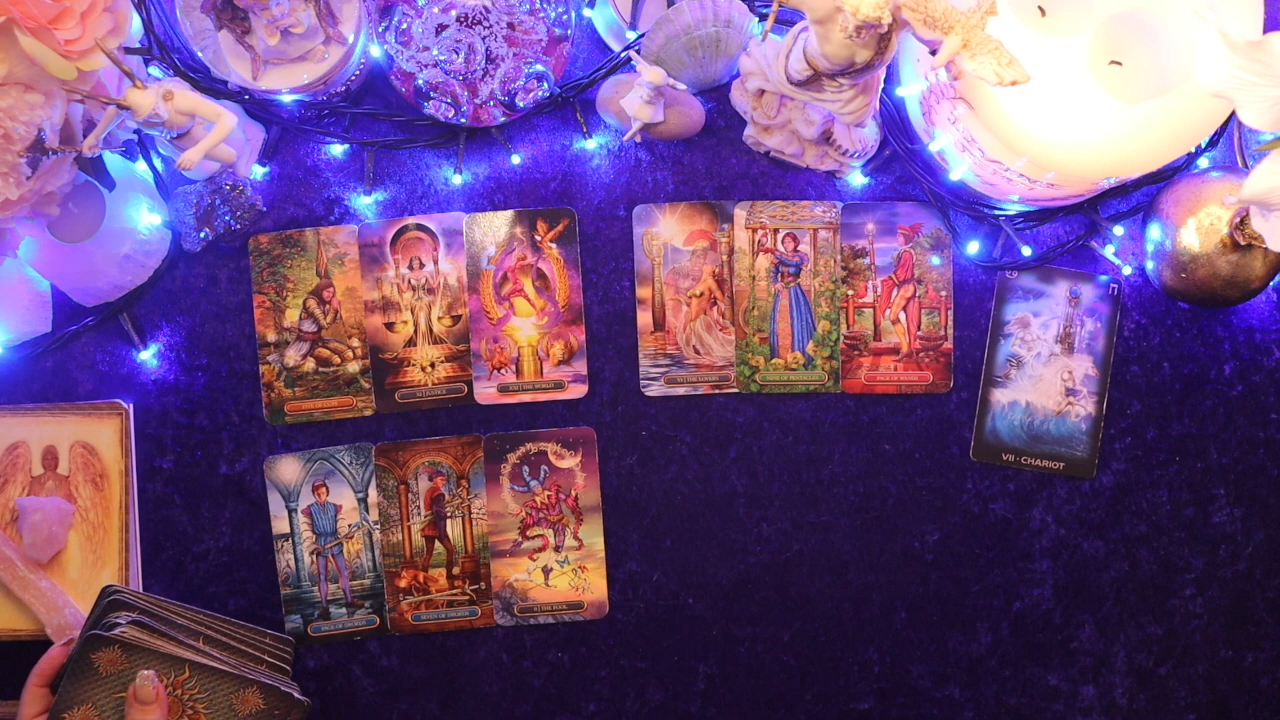 FIVE OF CUPS
XI | JUSTICE
XXI | THE WORLD
VI | THE LOVERS
NINE OF PENTACLES
PAGE OF WANDS
VII · CHARIOT
PAGE OF SWORDS
SEVEN OF SWORDS
0 | THE FOOL